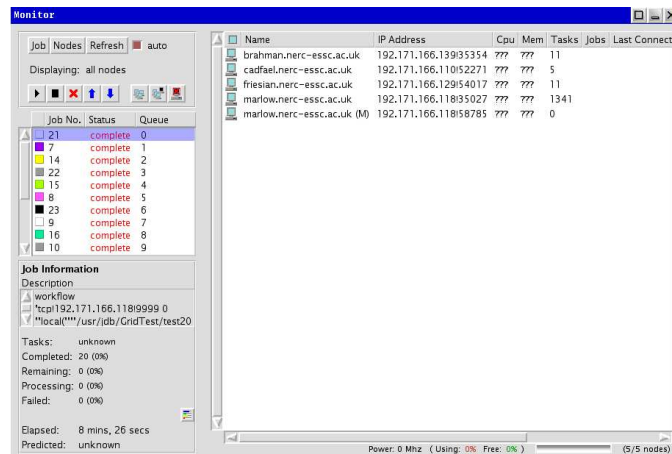 Monitor
Job Nodes Refresh auto
Displaying: all nodes
Job No. Status Queue
21 complete 0
7 complete 1
14 complete 2
22 complete 3
15 complete 4
8 complete 5
23 complete 6
9 complete 7
16 complete 8
10 complete 9
Job Information
Description
workflow
'tcp!192.171.166.118!9999 0
"local(""/usr/jdb/GridTest/test20
Tasks: unknown
Completed: 20 (0%)
Remaining: 0 (0%)
Processing: 0 (0%)
Failed: 0 (0%)
Elapsed: 8 mins, 26 secs
Predicted: unknown
Name IP Address Cpu Mem Tasks Jobs Last Connect
brahman.nerc-essc.ac.uk 192.171.166.139!35354 ??? ??? 11
cadfael.nerc-essc.ac.uk 192.171.166.110!52271 ??? ??? 5
friesian.nerc-essc.ac.uk 192.171.166.129!54017 ??? ??? 11
marlow.nerc-essc.ac.uk 192.171.166.118!35027 ??? ??? 1341
marlow.nerc-essc.ac.uk (M) 192.171.166.118!58785 ??? ??? 0
Power: 0 Mhz ( Using: 0% Free: 0% ) (5/5 nodes)